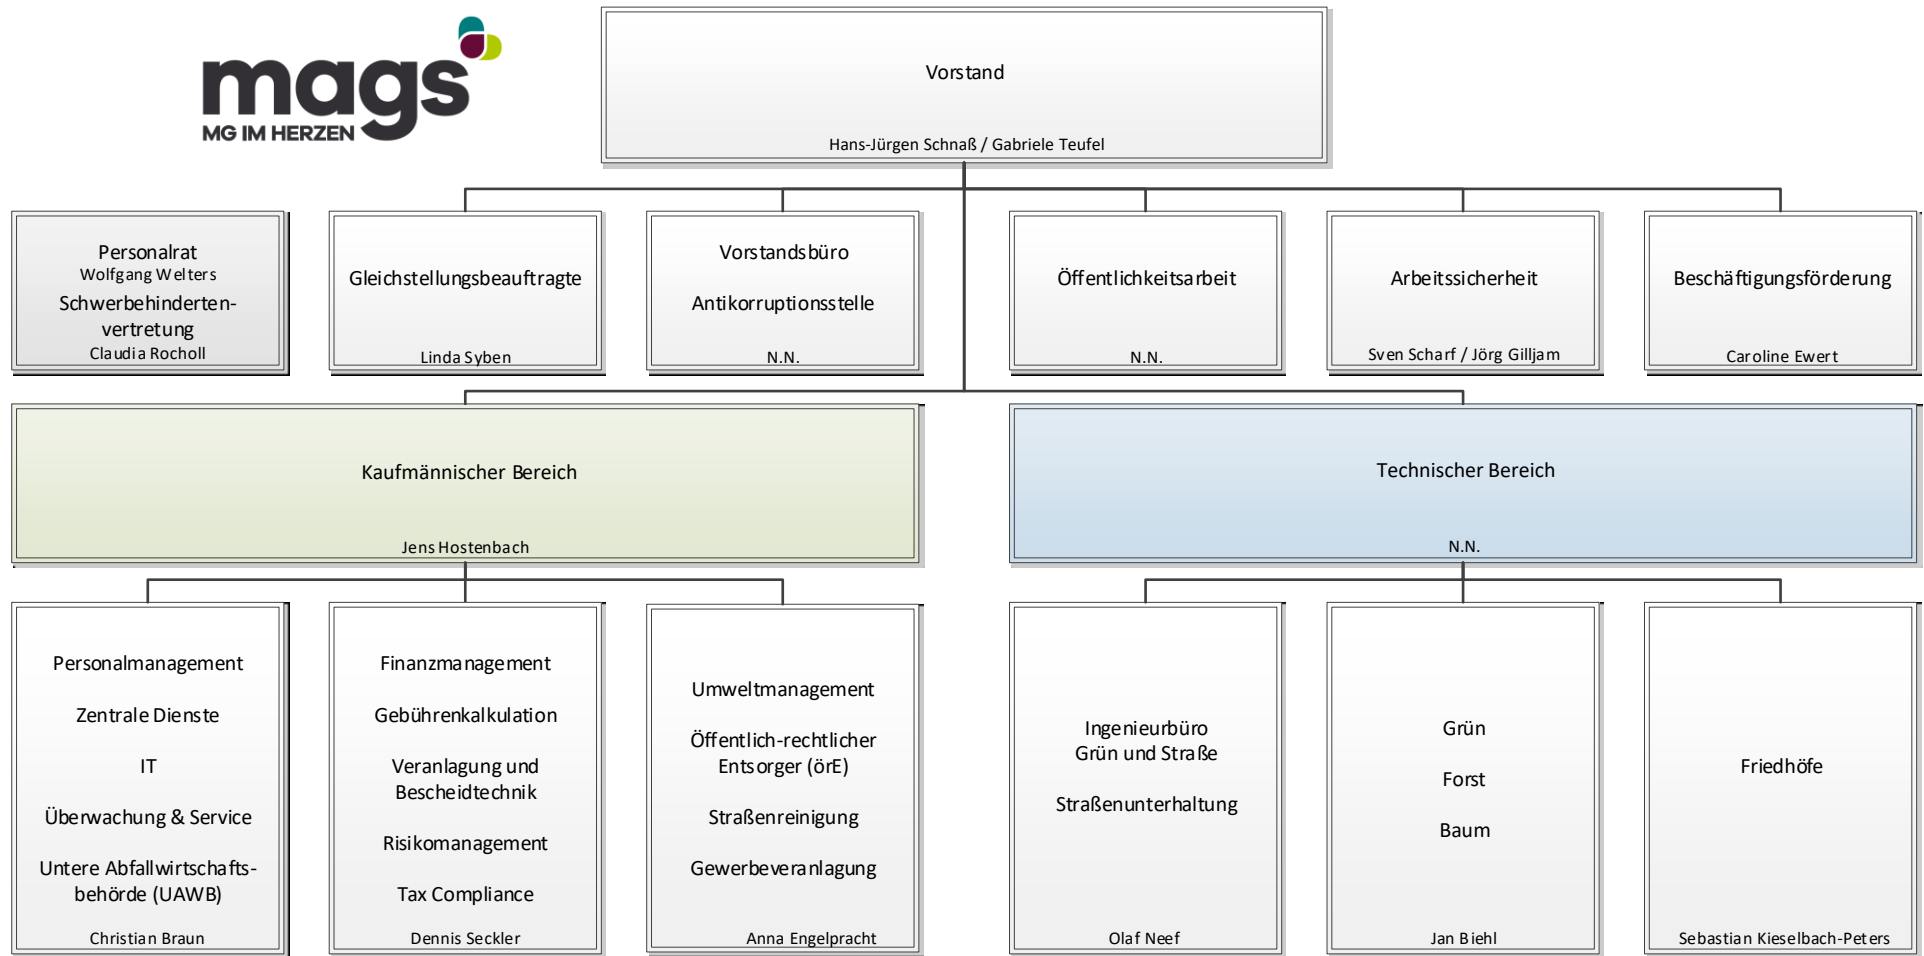 mags
MG IM HERZEN
Vorstand
Hans-Jürgen Schnaß / Gabriele Teufel
Personalrat
Wolfgang Welters
Schwerbehinderten-
vertretung
Claudia Rocholl
Gleichstellungsbeauftragte
Linda Syben
Vorstandsbüro
Antikorruptionsstelle
N.N.
Öffentlichkeitsarbeit
N.N.
Arbeitssicherheit
Sven Scharf / Jörg Gilljam
Beschäftigungsförderung
Caroline Ewert
Kaufmännischer Bereich
Jens Hostenbach
Technischer Bereich
N.N.
Personalmanagement
Zentrale Dienste
IT
Überwachung & Service
Untere Abfallwirtschafts-
behörde (UAWB)
Christian Braun
Finanzmanagement
Gebührenkalkulation
Veranlagung und
Bescheidtechnik
Risikomanagement
Tax Compliance
Dennis Seckler
Umweltmanagement
Öffentlich-rechtlicher
Entsorger (örE)
Straßenreinigung
Gewerbeveranlagung
Anna Engelpracht
Ingenieurbüro
Grün und Straße
Straßenunterhaltung
Olaf Neef
Grün
Forst
Baum
Jan Biehl
Friedhöfe
Sebastian Kieselbach-Peters